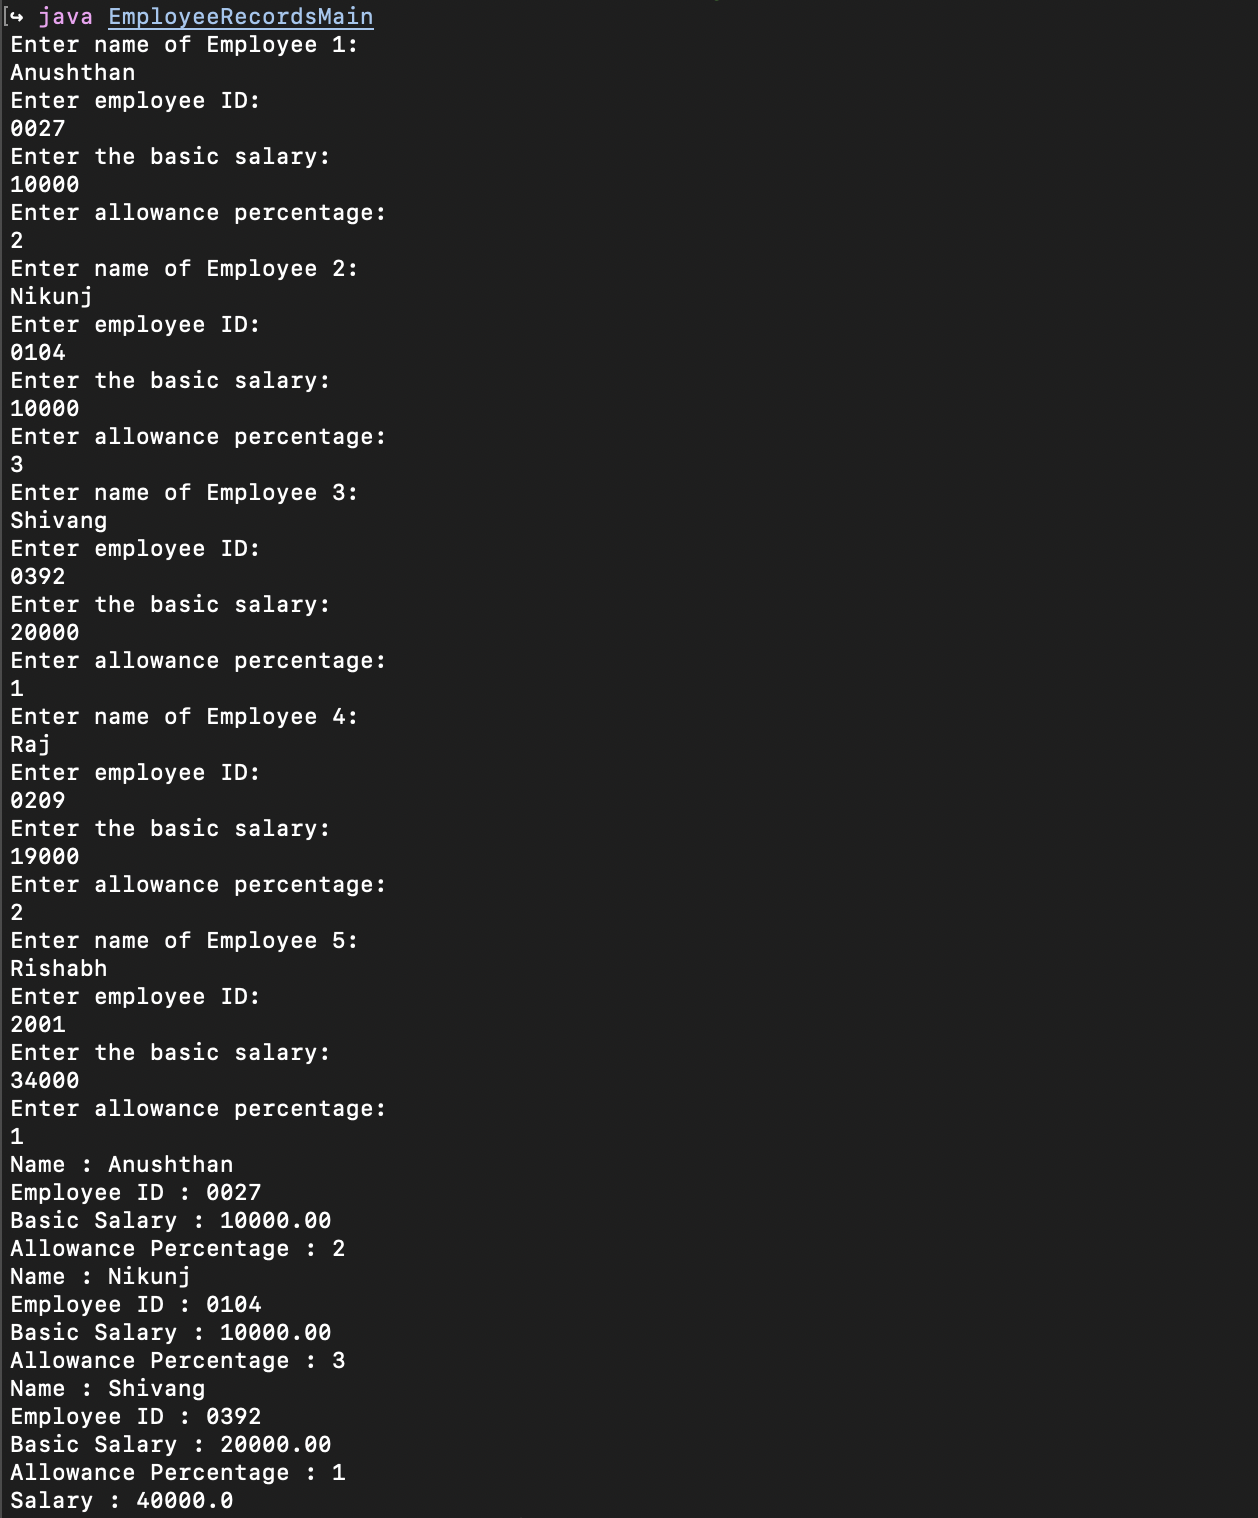 [↪ java EmployeeRecordsMain
Enter name of Employee 1:
Anushthan
Enter employee ID:
0027
Enter the basic salary:
10000
Enter allowance percentage:
2
Enter name of Employee 2:
Nikunj
Enter employee ID:
0104
Enter the basic salary:
10000
Enter allowance percentage:
3
Enter name of Employee 3:
Shivang
Enter employee ID:
0392
Enter the basic salary:
20000
Enter allowance percentage:
1
Enter name of Employee 4:
Raj
Enter employee ID:
0209
Enter the basic salary:
19000
Enter allowance percentage:
2
Enter name of Employee 5:
Rishabh
Enter employee ID:
2001
Enter the basic salary:
34000
Enter allowance percentage:
1
Name : Anushthan
Employee ID : 0027
Basic Salary : 10000.00
Allowance Percentage : 2
Name : Nikunj
Employee ID : 0104
Basic Salary : 10000.00
Allowance Percentage : 3
Name : Shivang
Employee ID : 0392
Basic Salary : 20000.00
Allowance Percentage : 1
Salary : 40000.0